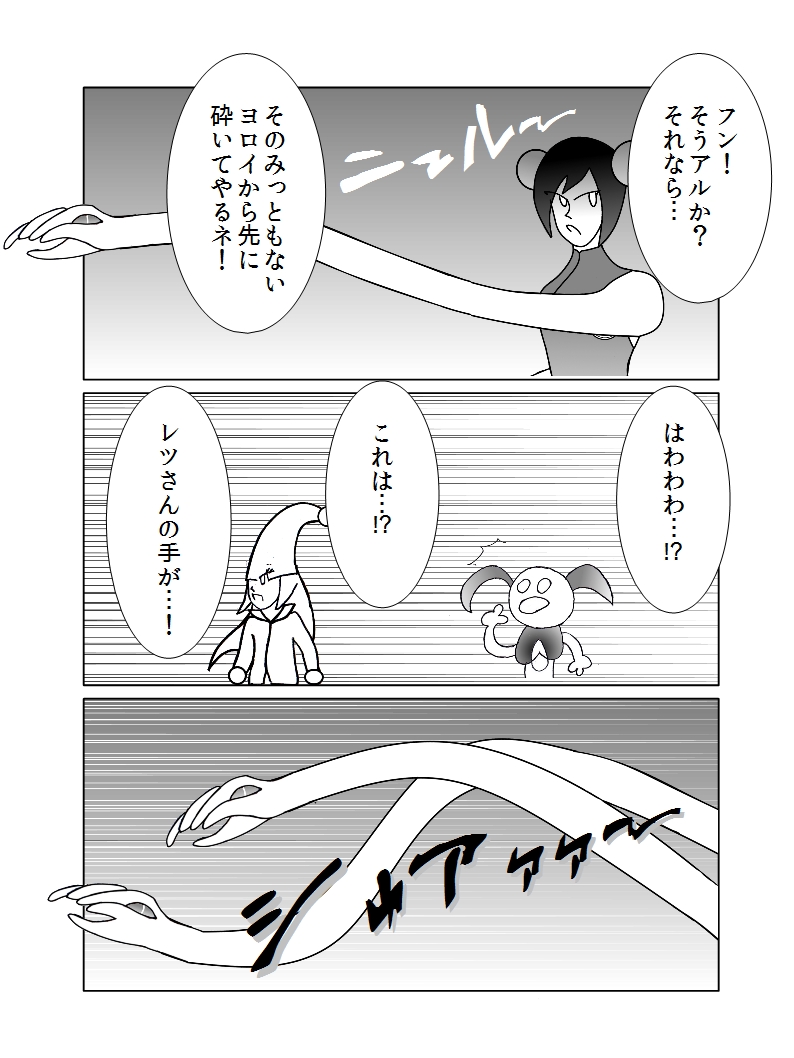 フン！
そうアルか？
それなら…
ニュル〜
そのみっともない
ヨロイから先に
砕いてやるネ！
はわわわ…!?
これは…!?
レツさんの手が…！
シュアァァ〜